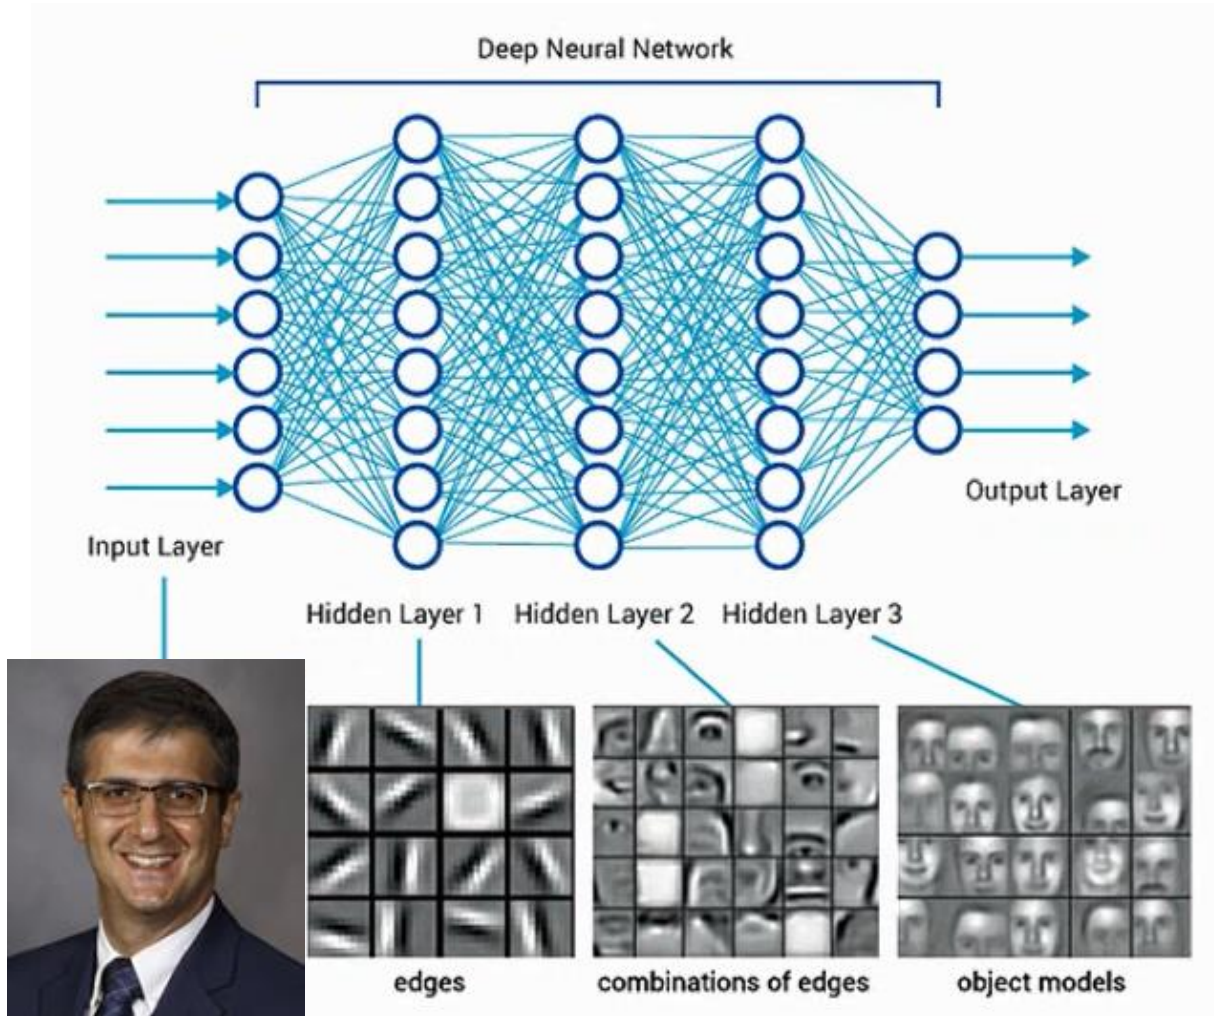 Deep Neural Network
Output Layer
Input Layer
Hidden Layer 1 Hidden Layer 2 Hidden Layer 3
edges combinations of edges object models